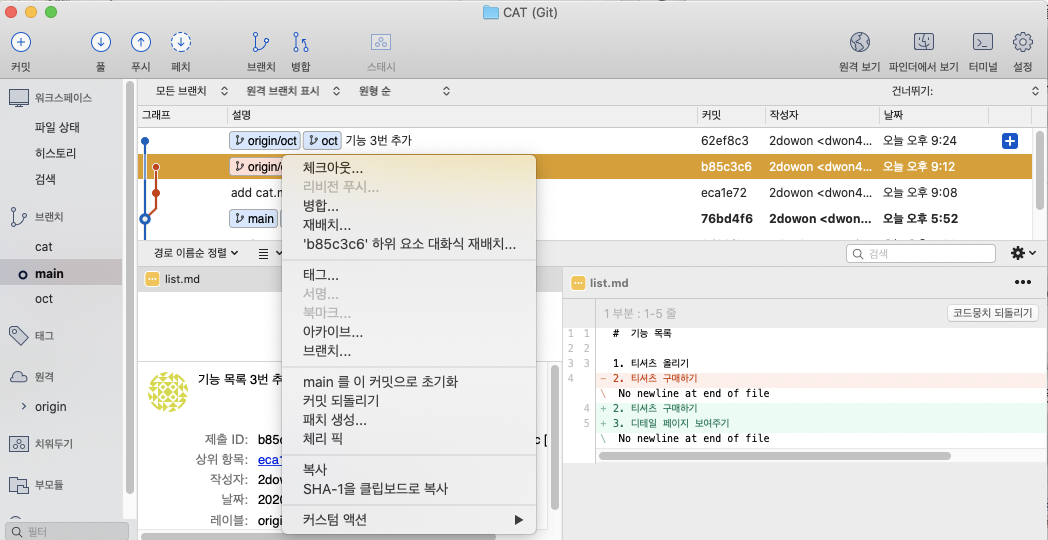 CAT (Git)
커밋 풀 푸시 페치 브랜치 병합 스태시 원격 보기 파인더에서 보기 터미널 설정
워크스페이스
파일 상태
히스토리
검색
브랜치
cat
main
oct
태그
원격
origin
치워두기
부모듈
필터
모든 브랜치 원격 브랜치 표시 원형 순 건너뛰기:
그래프 설명 커밋 작성자 날짜
origin/oct oct 기능 3번 추가 62ef8c3 2dowon <dwon4... 오늘 오후 9:24
origin/ b85c3c6 2dowon <dwon4... 오늘 오후 9:12
add cat.m eca1e72 2dowon <dwon4... 오늘 오후 9:08
main 76bd4f6 2dowon <dwon... 오늘 오후 5:52
경로 이름순 정렬 검색
list.md
기능 목록 3번 추
제출 ID: b85c c [
상위 항목: eca1
작성자: 2dow
날짜: 2020
레이블: origi
체크아웃...
리비전 푸시...
병합...
재배치...
'b85c3c6' 하위 요소 대화식 재배치...
태그...
서명...
북마크...
아카이브...
브랜치...
main 를 이 커밋으로 초기화
커밋 되돌리기
패치 생성...
체리 픽
복사
SHA-1을 클립보드로 복사
커스텀 액션
list.md
1 부분 : 1-5 줄 코드뭉치 되돌리기
1 1 # 기능 목록
2 2
3 3 1. 티셔츠 올리기
4 - 2. 티셔츠 구매하기
\ No newline at end of file
4 + 2. 티셔츠 구매하기
5 + 3. 디테일 페이지 보여주기
\ No newline at end of file